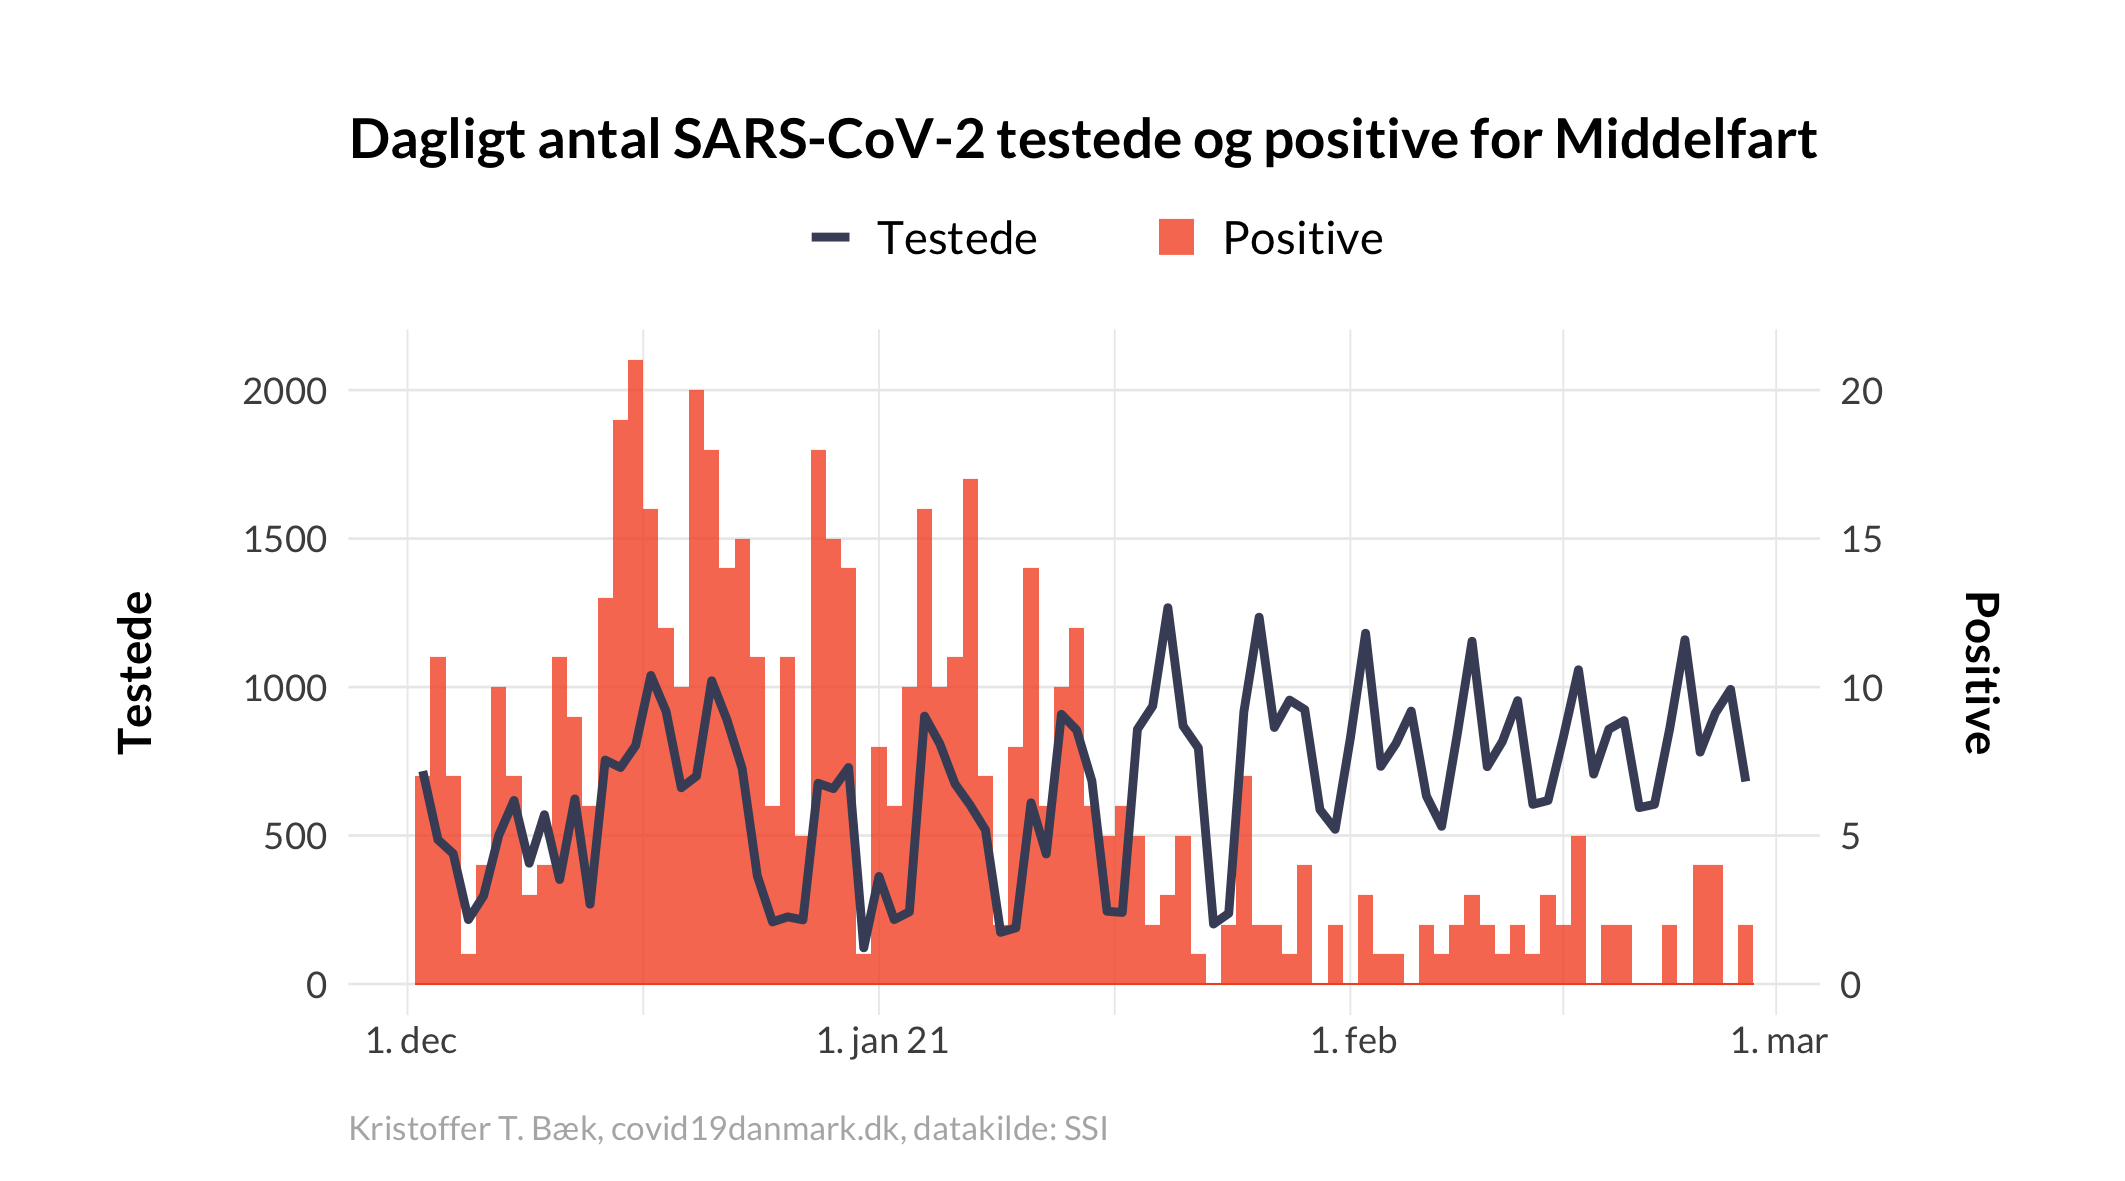 Dagligt antal SARS-CoV-2 testede og positive for Middelfart
Testede Positive
2000 20
1500 15
1000 10
500 5
0 0
Testede
Positive
1. dec 1. jan 21 1. feb 1. mar
Kristoffer T. Bæk, covid19danmark.dk, datakilde: SSI